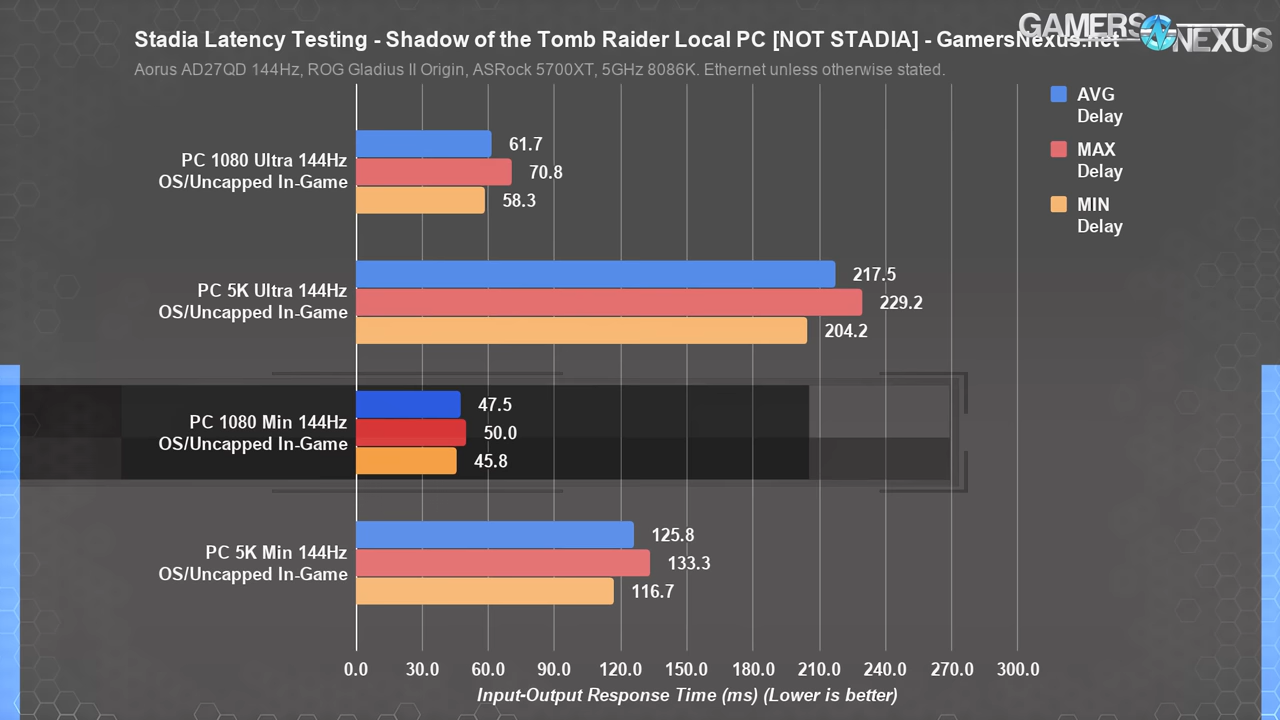 Stadia Latency Testing - Shadow of the Tomb Raider Local PC [NOT STADIA] - GamersNexus.net
GAMERS NEXUS
Aorus AD27QD 144Hz, ROG Gladius II Origin, ASRock 5700XT, 5GHz 8086K. Ethernet unless otherwise stated.
AVG
Delay
MAX
Delay
MIN
Delay
PC 1080 Ultra 144Hz
OS/Uncapped In-Game
61.7
70.8
58.3
PC 5K Ultra 144Hz
OS/Uncapped In-Game
217.5
229.2
204.2
PC 1080 Min 144Hz
OS/Uncapped In-Game
47.5
50.0
45.8
PC 5K Min 144Hz
OS/Uncapped In-Game
125.8
133.3
116.7
0.0 30.0 60.0 90.0 120.0 150.0 180.0 210.0 240.0 270.0 300.0
Input-Output Response Time (ms) (Lower is better)